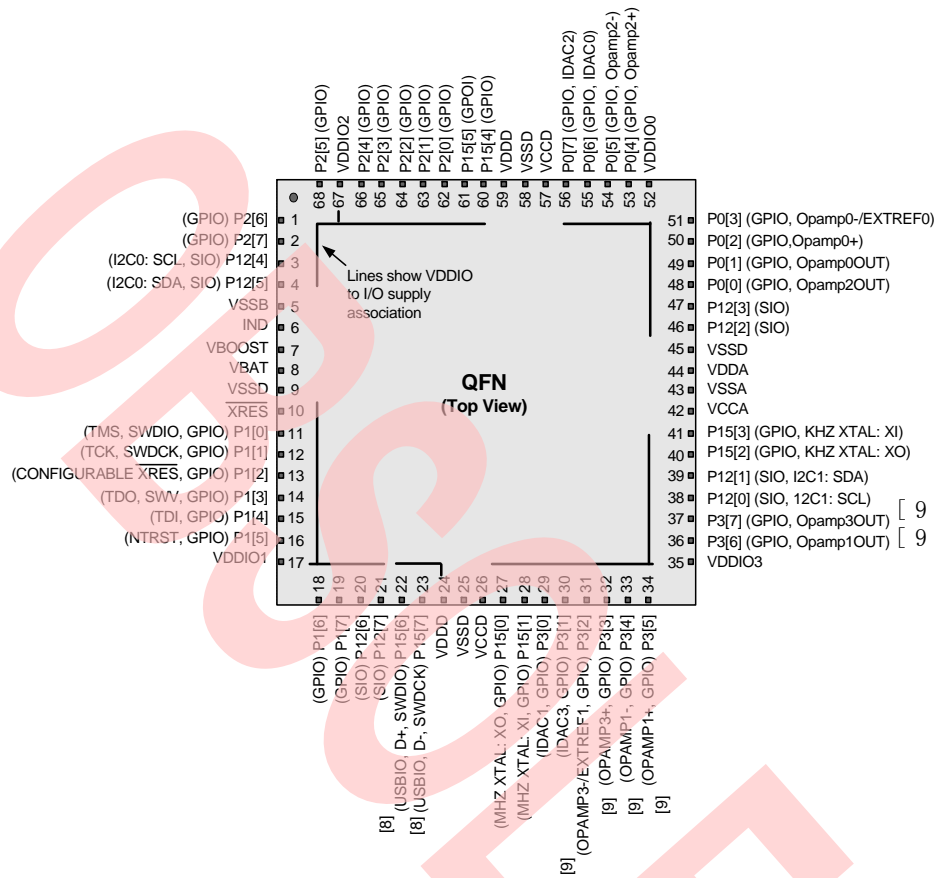 P2[5] (GPIO)
VDDIO2
P2[4] (GPIO)
P2[3] (GPIO)
P2[2] (GPIO)
P2[1] (GPIO)
P2[0] (GPIO)
P15[5] (GPOI)
P15[4] (GPIO)
VDDD
VSSD
VCCD
P0[7] (GPIO, IDAC2)
P0[6] (GPIO, IDAC0)
P0[5] (GPIO, Opamp2-)
P0[4] (GPIO, Opamp2+)
VDDIO0
68 67 66 65 64 63 62 61 60 59 58 57 56 55 54 53 52
(GPIO) P2[6] 1
(GPIO) P2[7] 2
(I2C0: SCL, SIO) P12[4] 3
(I2C0: SDA, SIO) P12[5] 4
VSSB 5
IND 6
VBOOST 7
VBAT 8
VSSD 9
XRES 10
(TMS, SWDIO, GPIO) P1[0] 11
(TCK, SWDCK, GPIO) P1[1] 12
(CONFIGURABLE XRES, GPIO) P1[2] 13
(TDO, SWV, GPIO) P1[3] 14
(TDI, GPIO) P1[4] 15
(NTRST, GPIO) P1[5] 16
VDDIO1 17
Lines show VDDIO
to I/O supply
association
QFN
(Top View)
51 P0[3] (GPIO, Opamp0-/EXTREF0)
50 P0[2] (GPIO,Opamp0+)
49 P0[1] (GPIO, Opamp0OUT)
48 P0[0] (GPIO, Opamp2OUT)
47 P12[3] (SIO)
46 P12[2] (SIO)
45 VSSD
44 VDDA
43 VSSA
42 VCCA
41 P15[3] (GPIO, KHZ XTAL: XI)
40 P15[2] (GPIO, KHZ XTAL: XO)
39 P12[1] (SIO, I2C1: SDA)
38 P12[0] (SIO, 12C1: SCL)
37 P3[7] (GPIO, Opamp3OUT) [ 9
36 P3[6] (GPIO, Opamp1OUT) [ 9
35 VDDIO3
18 19 20 21 22 23 24 25 26 27 28 29 30 31 32 33 34
(GPIO) P1[6]
(GPIO) P1[7]
(SIO) P12[6]
(SIO) P12[7]
[8] (USBIO, D+, SWDIO) P15[6]
[8] (USBIO, D-, SWDCK) P15[7]
VDDD
VSSD
VCCD
(MHZ XTAL: XO, GPIO) P15[0]
(MHZ XTAL: XI, GPIO) P15[1]
(IDAC1, GPIO) P3[0]
(IDAC3, GPIO) P3[1]
[9] (OPAMP3-/EXTREF1, GPIO) P3[2]
[9] (OPAMP3+, GPIO) P3[3]
[9] (OPAMP1-, GPIO) P3[4]
[9] (OPAMP1+, GPIO) P3[5]